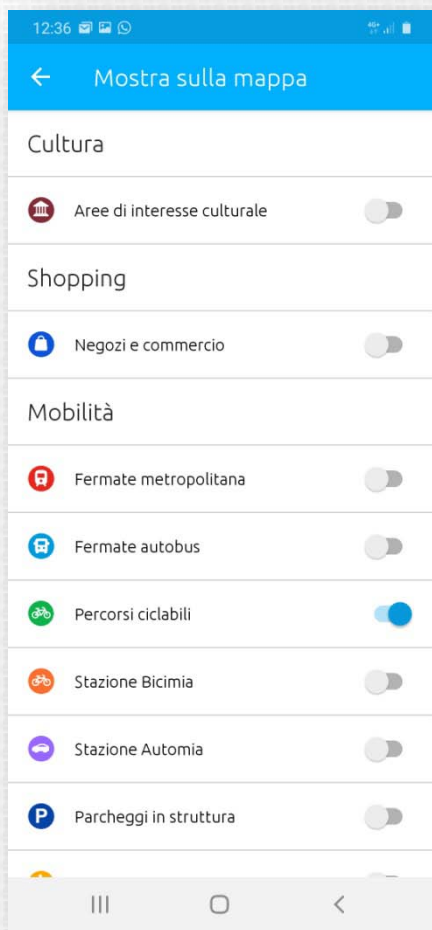 12:36
4G+
Mostra sulla mappa
Cultura
Aree di interesse culturale
Shopping
Negozi e commercio
Mobilità
Fermate metropolitana
Fermate autobus
Percorsi ciclabili
Stazione Bicimia
Stazione Automia
P Parcheggi in struttura